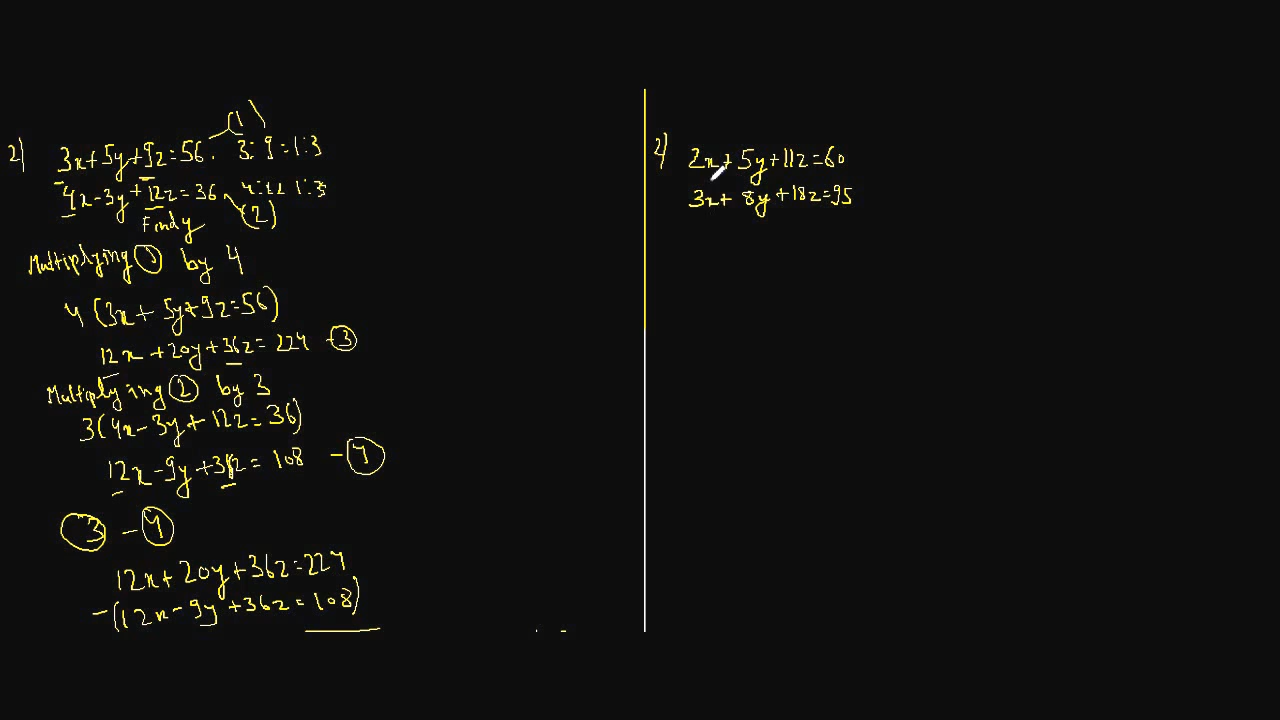 2) 3x+5y+9z=56. 3:9=1:3 (1)
4x-3y+12z=36 4:12 1:3 (2)
Find y
Multiplying ① by 4
4(3x+5y+9z=56)
12x+20y+36z=224 -③
Multiplying ② by 3
3(4x-3y+12z=36)
12x-9y+36z=108 -④
③ - ④
12x+20y+36z=224
-(12x-9y+36z=108)
2) 2x+5y+11z=60
3x+8y+18z=95